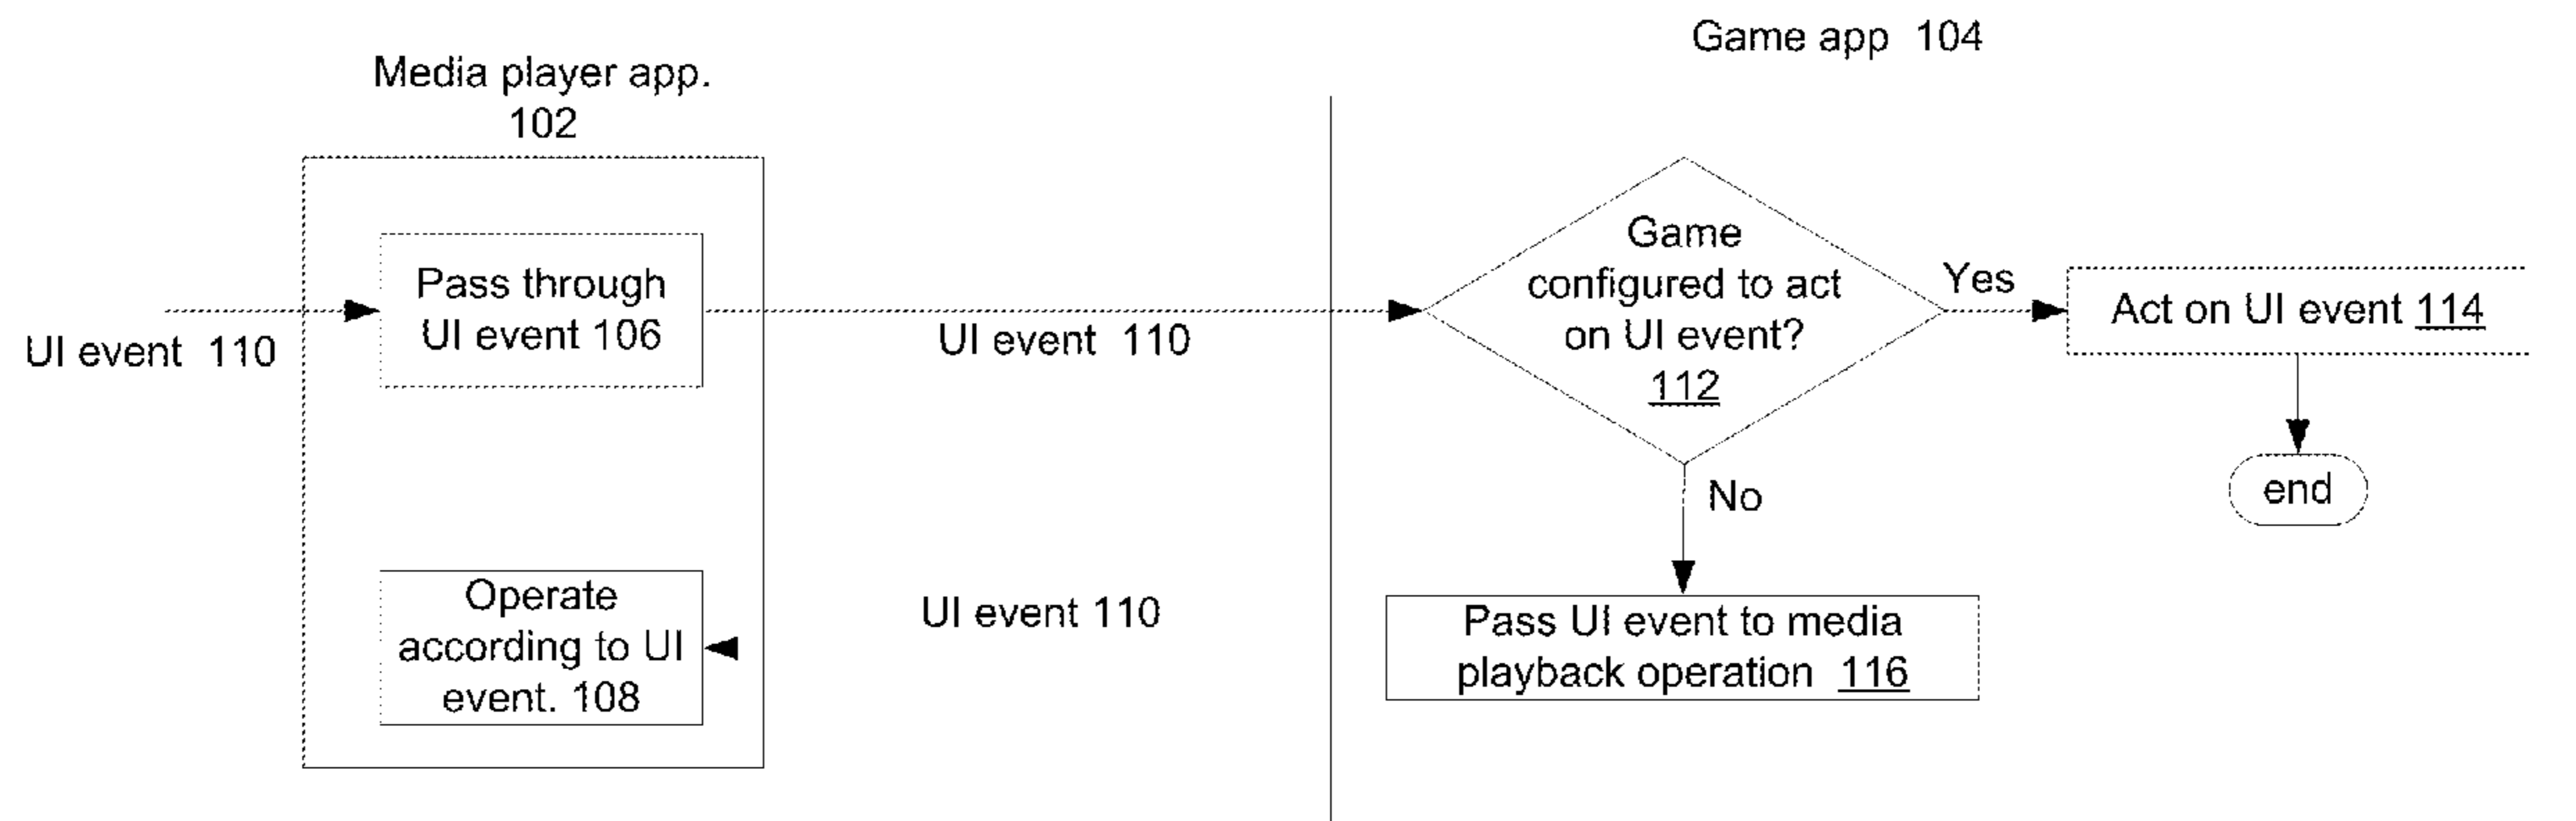 Game app 104
Media player app.
102
Pass through
UI event 106
UI event 110
UI event 110
Game
configured to act
on UI event?
112
Yes
Act on UI event 114
end
No
Operate
according to UI
event. 108
UI event 110
Pass UI event to media
playback operation 116